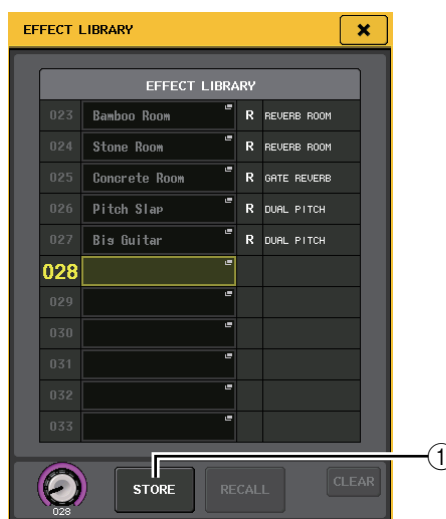 EFFECT LIBRARY
EFFECT LIBRARY
023 Bamboo Room R REVERB ROOM
024 Stone Room R REVERB ROOM
025 Concrete Room R GATE REVERB
026 Pitch Slap R DUAL PITCH
027 Big Guitar R DUAL PITCH
028
029
030
031
032
033
1
STORE RECALL CLEAR
028